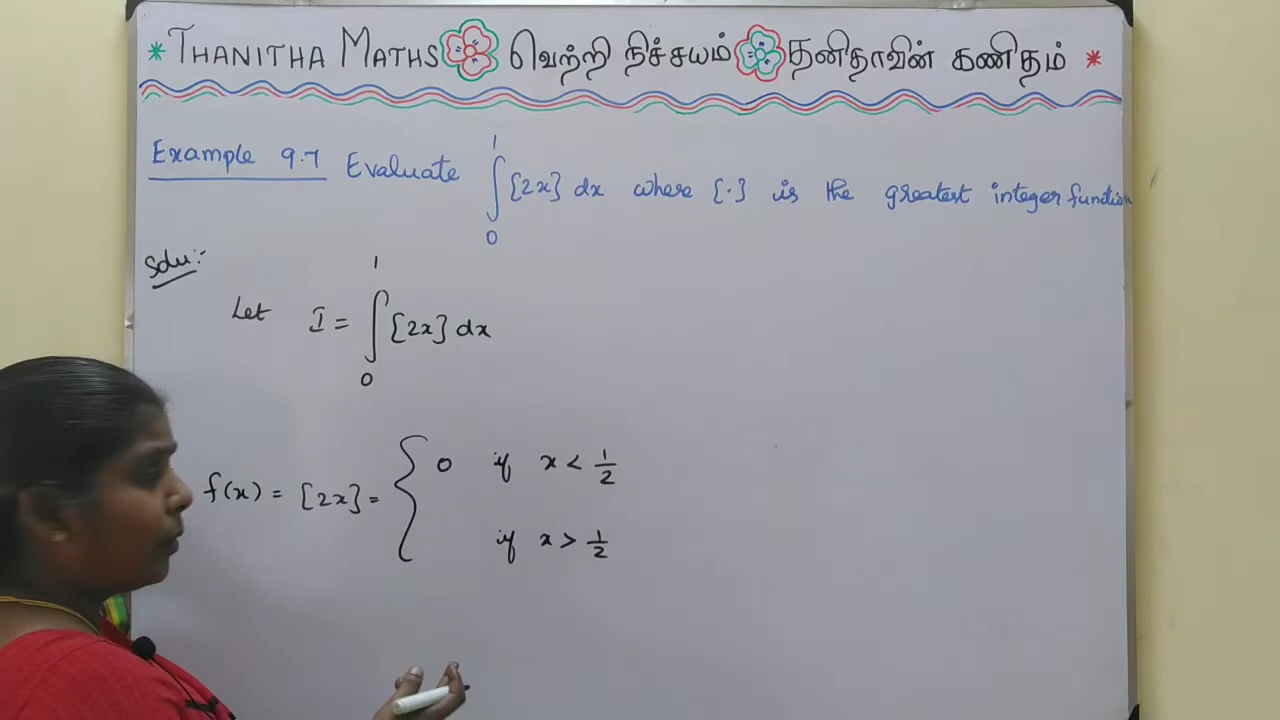 * THANITHA MATHS வெற்றி நிச்சயம் தனிதாவின் கணிதம் *
Example 9.7 Evaluate ∫₀¹ [2x] dx where [·] is the greatest integer function
Solu:-
Let I = ∫₀¹ [2x] dx
f(x) = [2x] = { 0 if x < 1/2
if x > 1/2